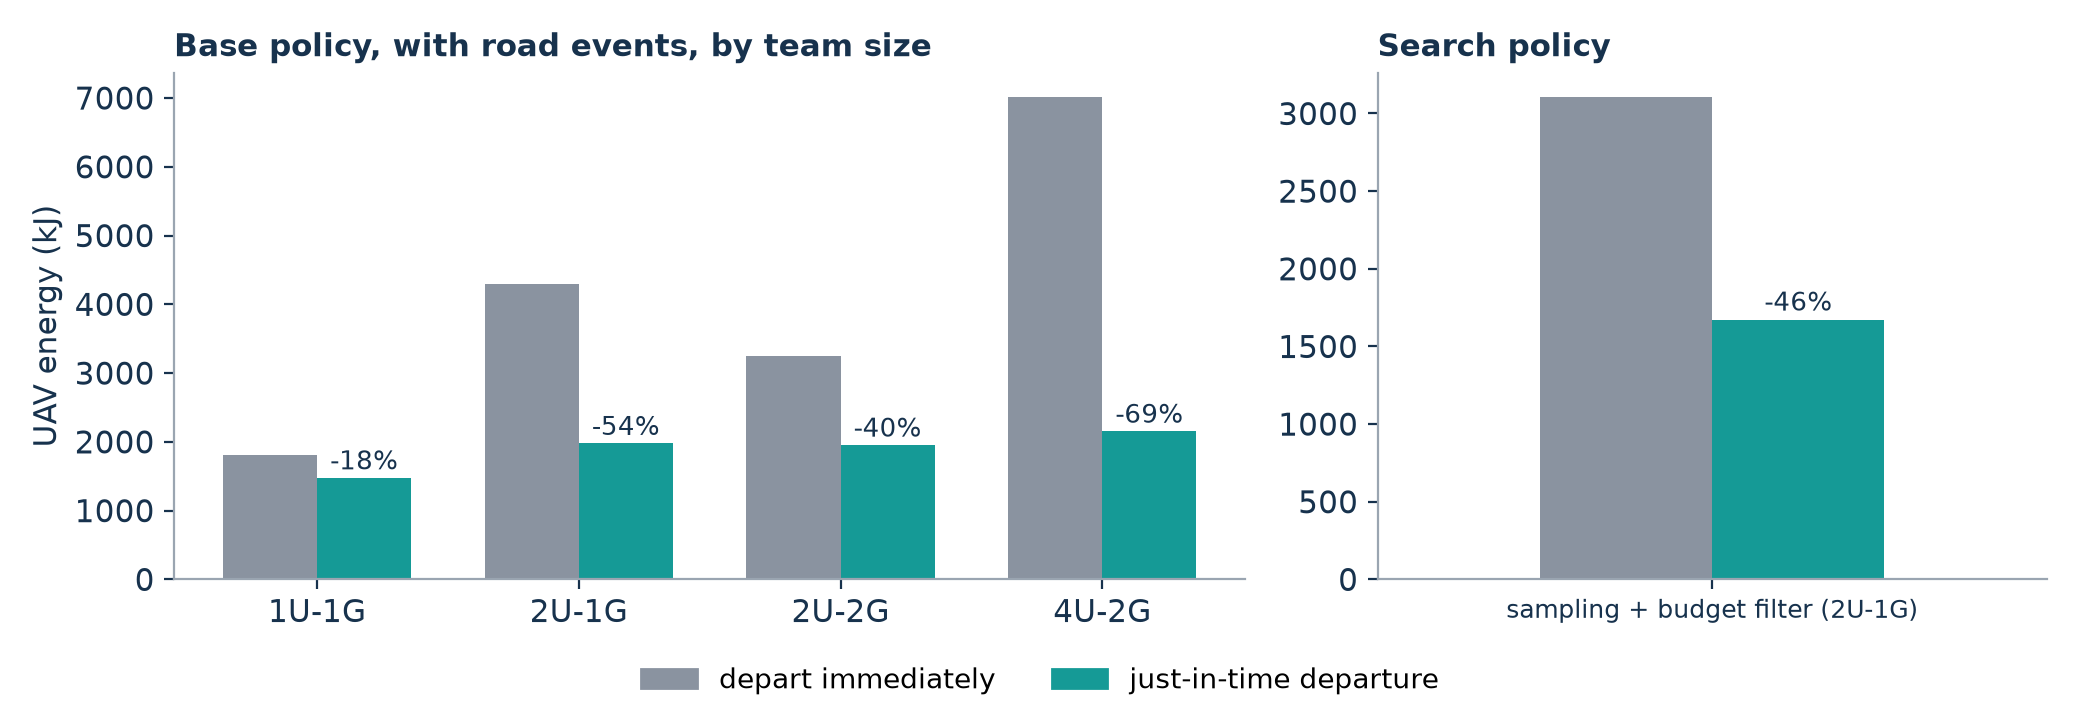 Base policy, with road events, by team size
UAV energy (kJ)
7000
6000
5000
4000
3000
2000
1000
0
-18%
-54%
-40%
-69%
1U-1G
2U-1G
2U-2G
4U-2G
Search policy
3000
2500
2000
1500
1000
500
0
-46%
sampling + budget filter (2U-1G)
depart immediately
just-in-time departure